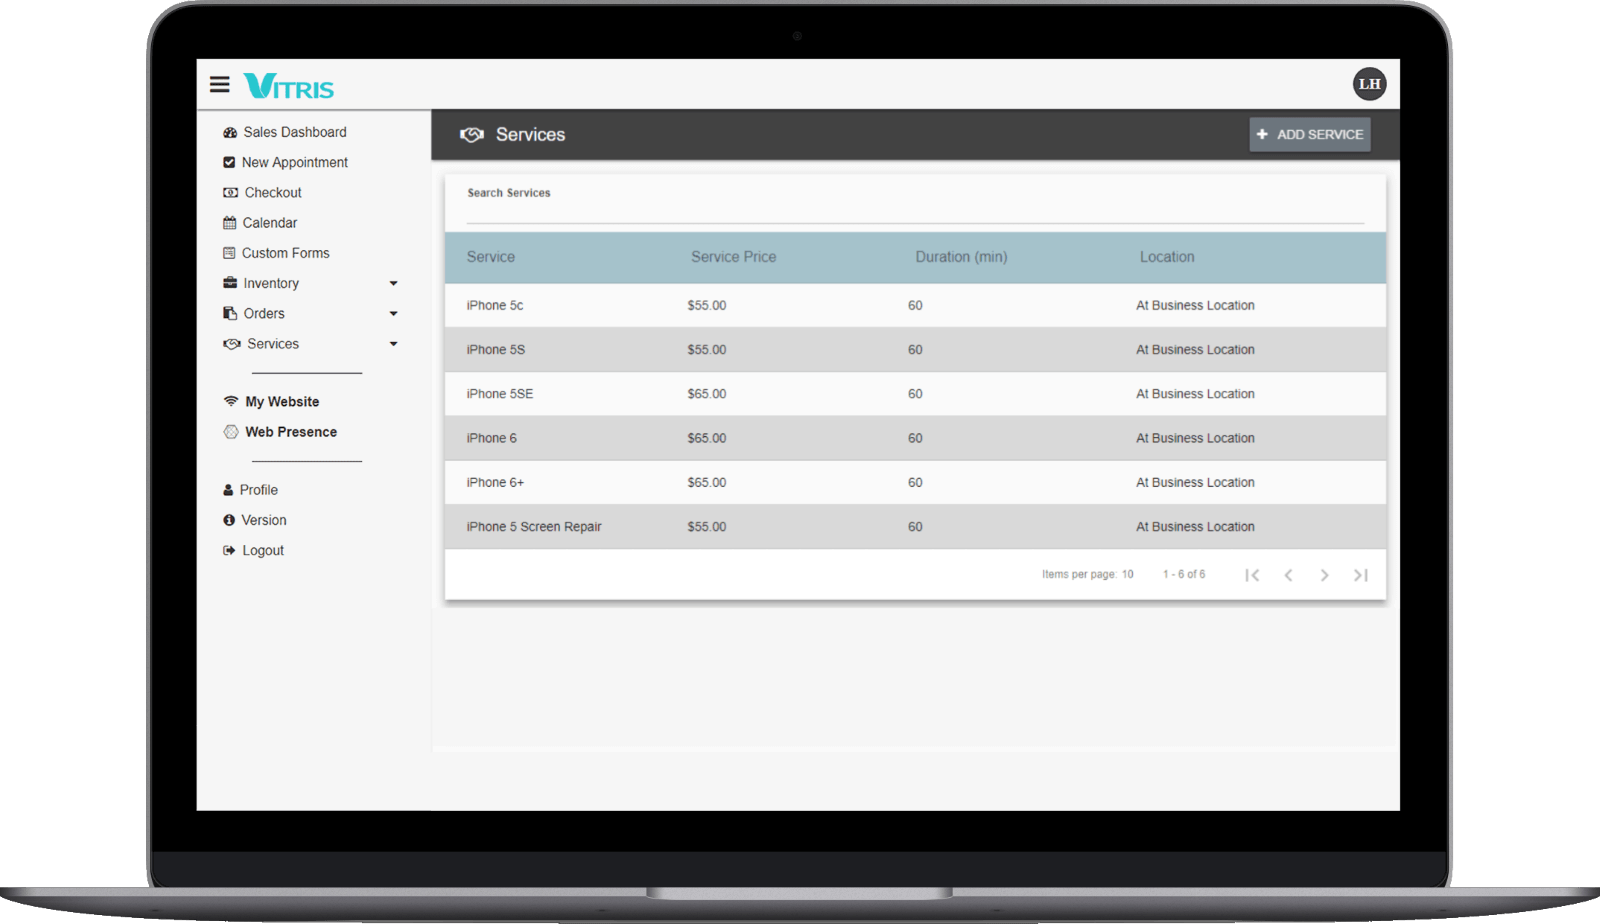 VITRIS
LH
Sales Dashboard
New Appointment
Checkout
Calendar
Custom Forms
Inventory
Orders
Services
My Website
Web Presence
Profile
Version
Logout
Services
+ ADD SERVICE
Search Services
Service Service Price Duration (min) Location
iPhone 5c $55.00 60 At Business Location
iPhone 5S $55.00 60 At Business Location
iPhone 5SE $65.00 60 At Business Location
iPhone 6 $65.00 60 At Business Location
iPhone 6+ $65.00 60 At Business Location
iPhone 5 Screen Repair $55.00 60 At Business Location
Items per page: 10 1 - 6 of 6